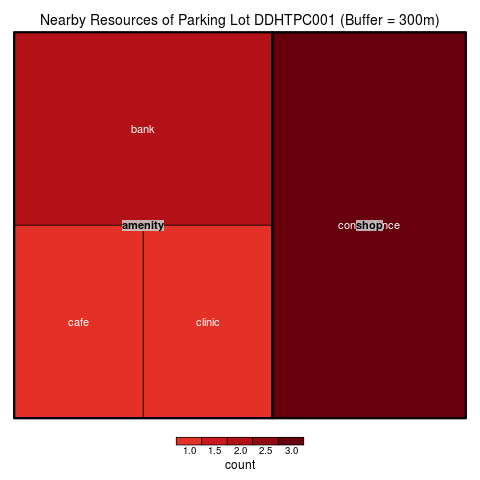 Nearby Resources of Parking Lot DDHTPC001 (Buffer = 300m)
bank
amenity
shop
cafe
clinic
1.0 1.5 2.0 2.5 3.0
count